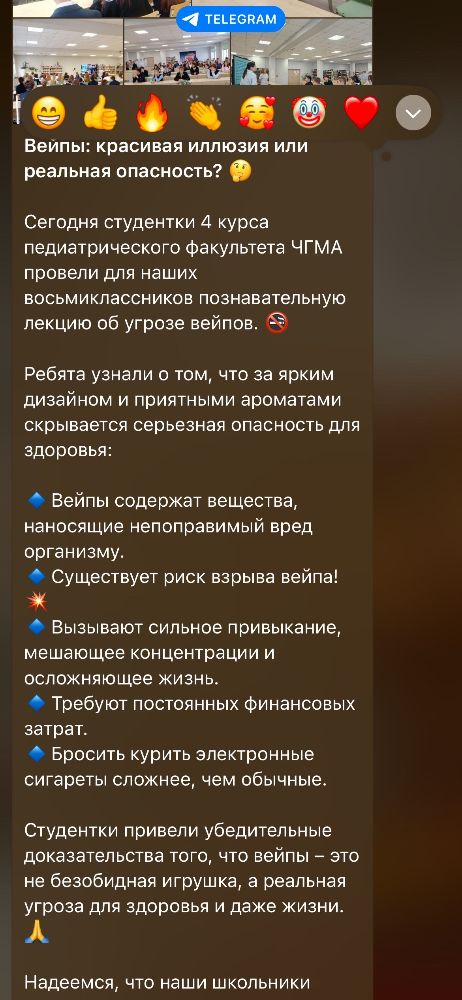 TELEGRAM
Вейпы: красивая иллюзия или
реальная опасность? 🤔
Сегодня студентки 4 курса
педиатрического факультета ЧГМА
провели для наших
восьмиклассников познавательную
лекцию об угрозе вейпов. 🚭
Ребята узнали о том, что за ярким
дизайном и приятными ароматами
скрывается серьезная опасность для
здоровья:
🔹 Вейпы содержат вещества,
наносящие непоправимый вред
организму.
🔹 Существует риск взрыва вейпа!
💥
🔹 Вызывают сильное привыкание,
мешающее концентрации и
осложняющее жизнь.
🔹 Требуют постоянных финансовых
затрат.
🔹 Бросить курить электронные
сигареты сложнее, чем обычные.
Студентки привели убедительные
доказательства того, что вейпы – это
не безобидная игрушка, а реальная
угроза для здоровья и даже жизни.
🙏
Надеемся, что наши школьники